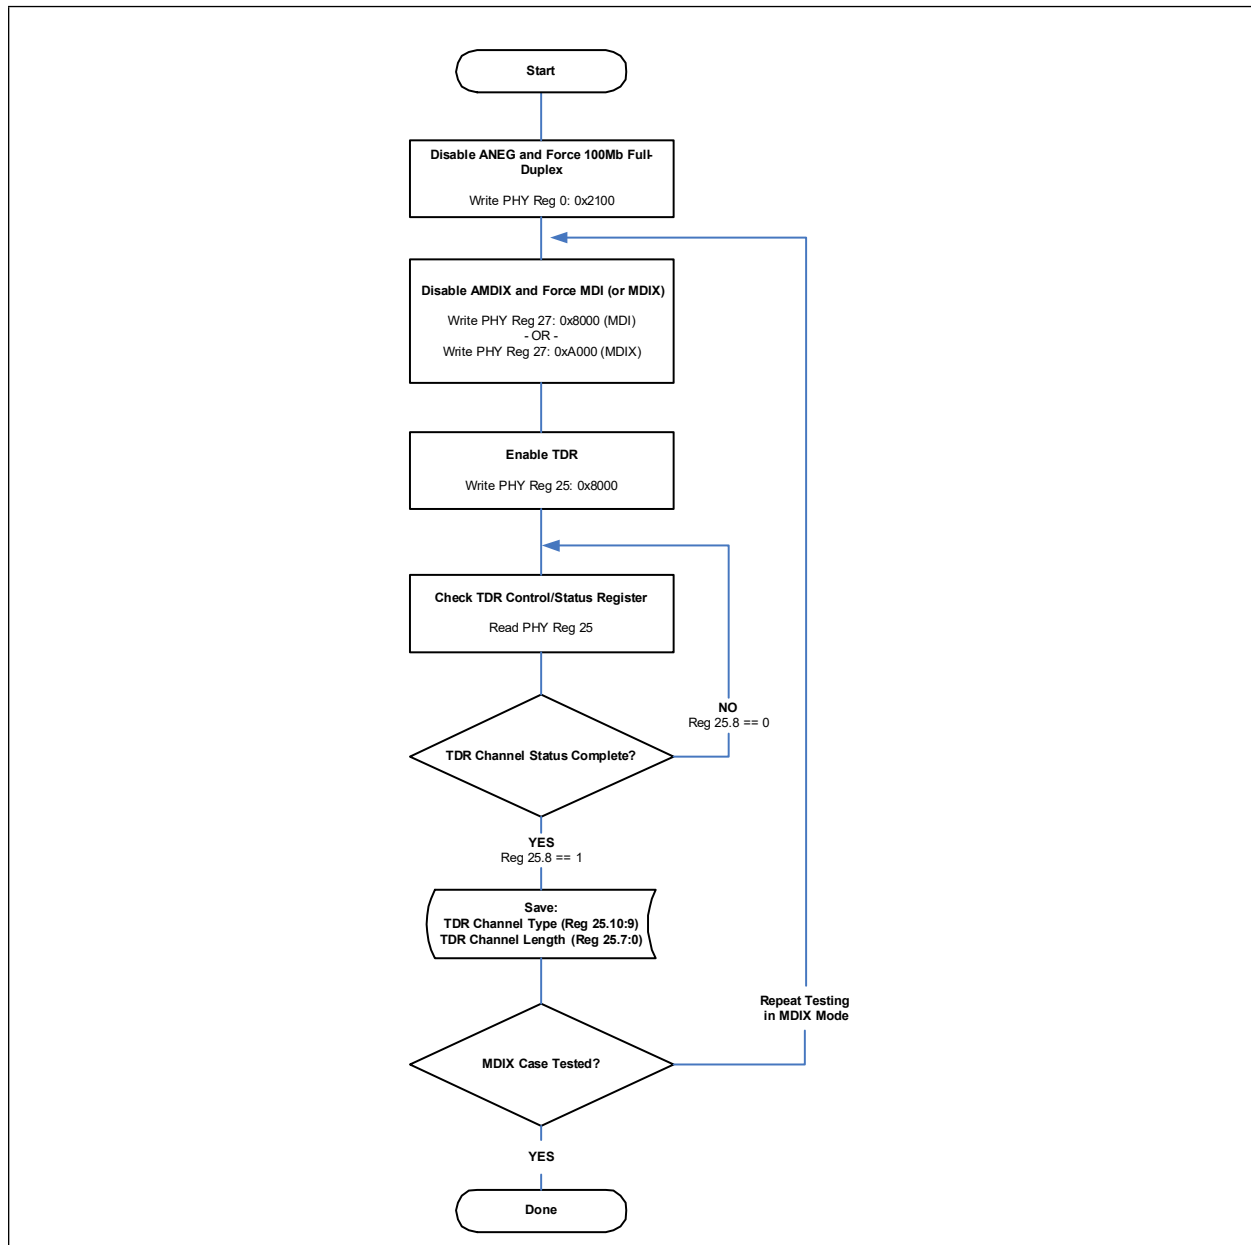 Start
Disable ANEG and Force 100Mb Full-
Duplex
Write PHY Reg 0: 0x2100
Disable AMDIX and Force MDI (or MDIX)
Write PHY Reg 27: 0x8000 (MDI)
- OR -
Write PHY Reg 27: 0xA000 (MDIX)
Enable TDR
Write PHY Reg 25: 0x8000
Check TDR Control/Status Register
Read PHY Reg 25
NO
Reg 25.8 == 0
TDR Channel Status Complete?
YES
Reg 25.8 == 1
Save:
TDR Channel Type (Reg 25.10:9)
TDR Channel Length (Reg 25.7:0)
Repeat Testing
in MDIX Mode
MDIX Case Tested?
YES
Done